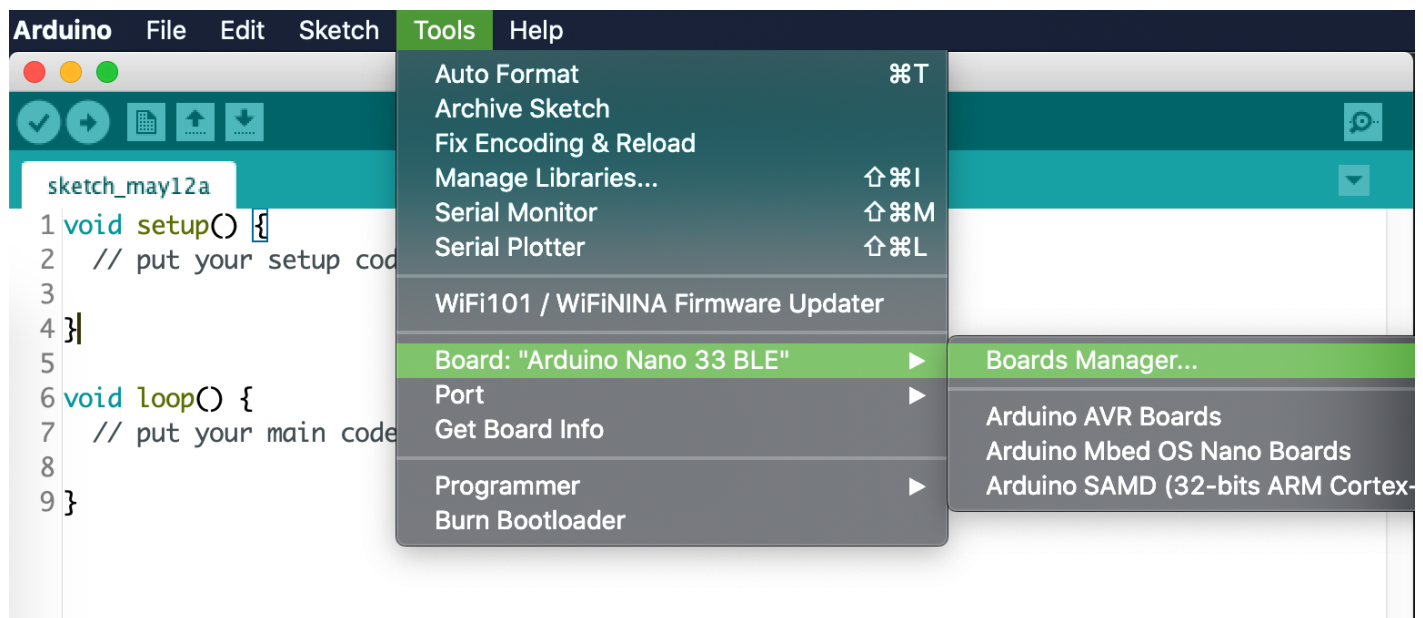 Arduino File Edit Sketch Tools Help
Auto Format ⌘T
Archive Sketch
Fix Encoding & Reload
Manage Libraries... ⇧⌘I
Serial Monitor ⇧⌘M
Serial Plotter ⇧⌘L
WiFi101 / WiFiNINA Firmware Updater
Board: "Arduino Nano 33 BLE"
Port
Get Board Info
Programmer
Burn Bootloader
Boards Manager...
Arduino AVR Boards
Arduino Mbed OS Nano Boards
Arduino SAMD (32-bits ARM Cortex-
sketch_may12a
1 void setup() {
2 // put your setup cod
3
4 }
5
6 void loop() {
7 // put your main code
8
9 }